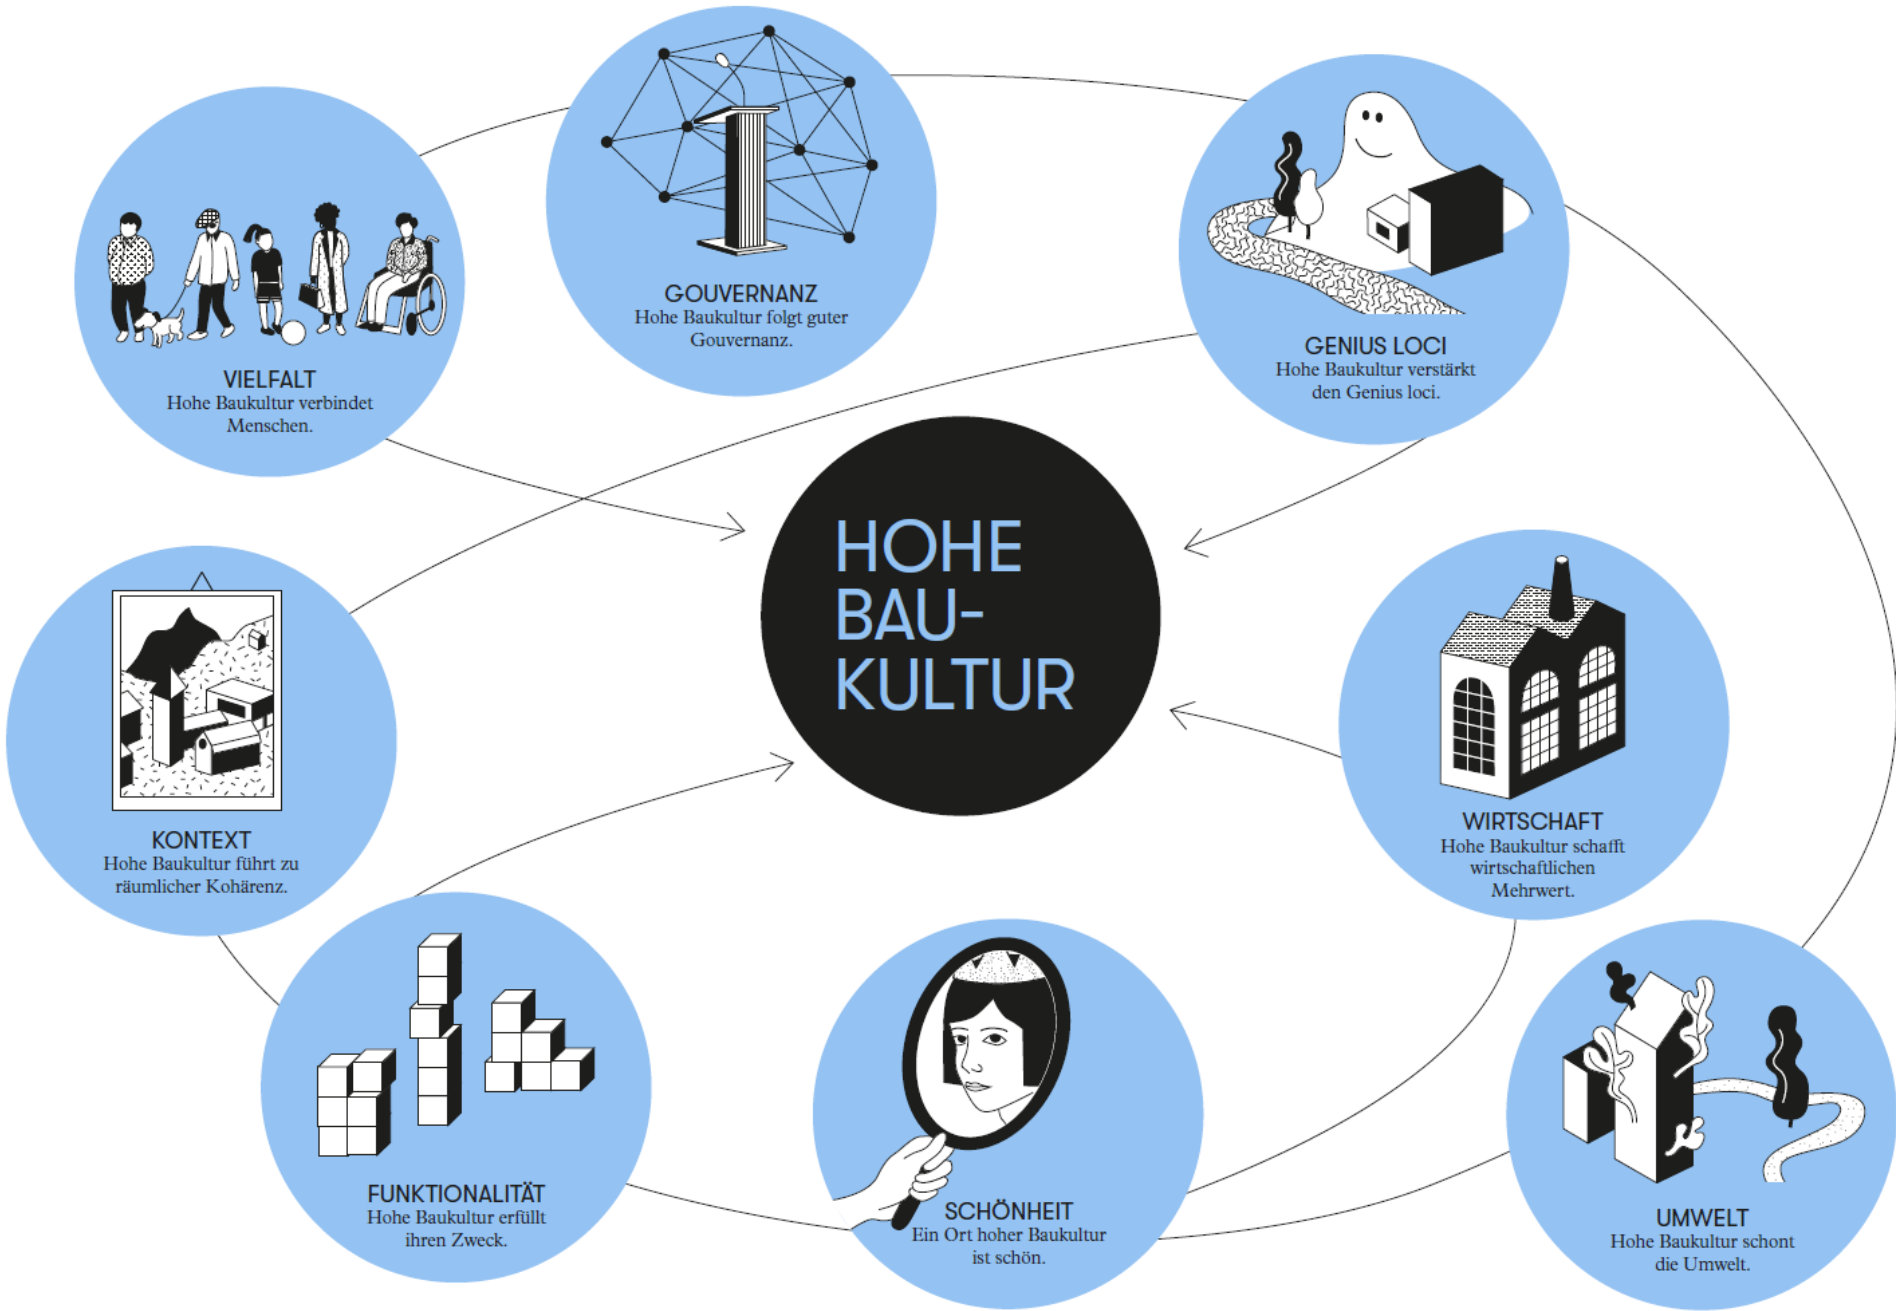 GOUVERNANZ
Hohe Baukultur folgt guter
Gouvernanz.
GENIUS LOCI
Hohe Baukultur verstärkt
den Genius loci.
VIELFALT
Hohe Baukultur verbindet
Menschen.
HOHE
BAU-
KULTUR
KONTEXT
Hohe Baukultur führt zu
räumlicher Kohärenz.
WIRTSCHAFT
Hohe Baukultur schafft
wirtschaftlichen
Mehrwert.
FUNKTIONALITÄT
Hohe Baukultur erfüllt
ihren Zweck.
SCHÖNHEIT
Ein Ort hoher Baukultur
ist schön.
UMWELT
Hohe Baukultur schont
die Umwelt.